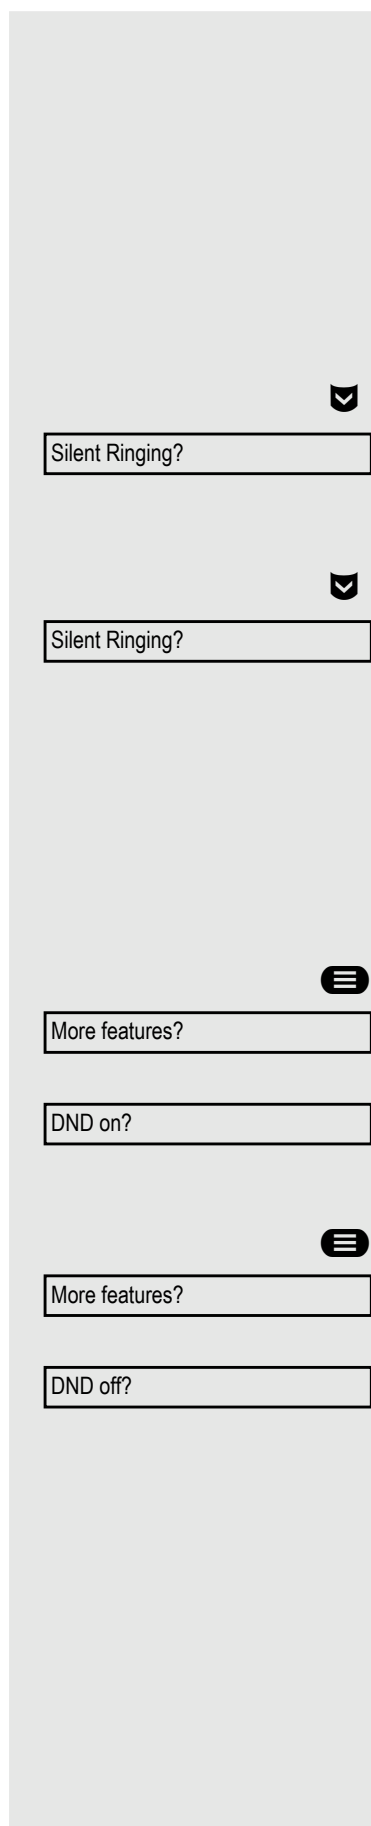 Silent Ringing?
Silent Ringing?
More features?
DND on?
More features?
DND off?